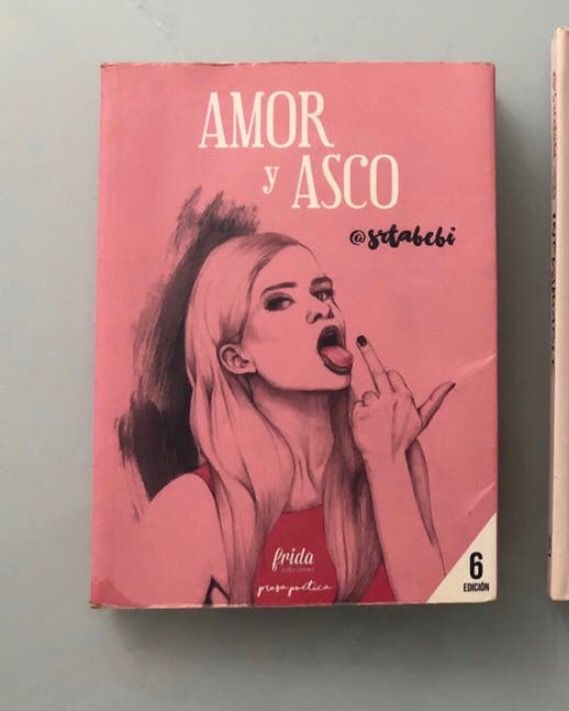 AMOR
y ASCO
@srtabebi
frida
ediciones
prosa poética
6
EDICIÓN